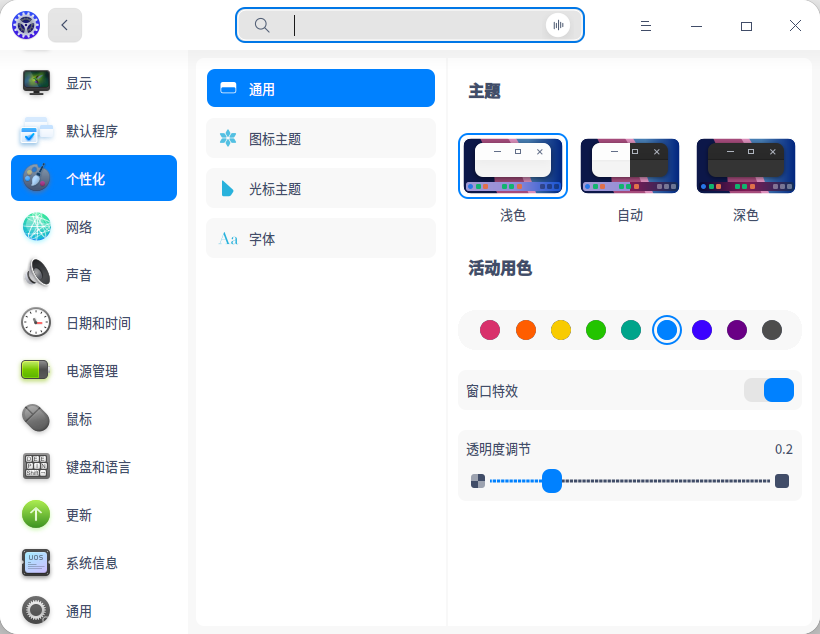 显示
默认程序
个性化
网络
声音
日期和时间
电源管理
鼠标
键盘和语言
更新
UOS
系统信息
通用
通用
图标主题
光标主题
Aa 字体
主题
浅色 自动 深色
活动用色
窗口特效
透明度调节 0.2